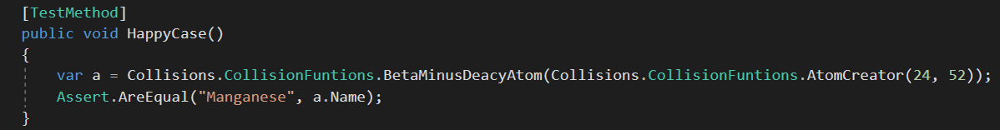 [TestMethod]
public void HappyCase()
{
var a = Collisions.CollisionFuntions.BetaMinusDeacyAtom(Collisions.CollisionFuntions.AtomCreator(24, 52));
Assert.AreEqual("Manganese", a.Name);
}